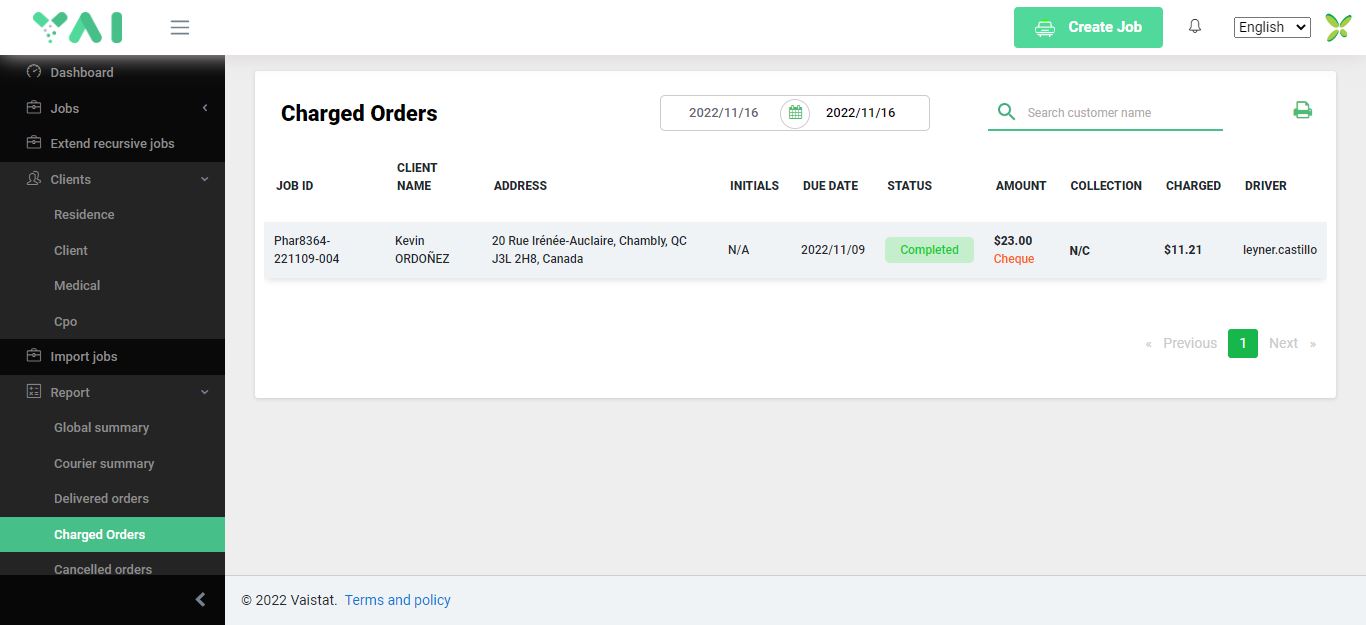 VAI
Create Job
English
Dashboard
Jobs
Extend recursive jobs
Clients
Residence
Client
Medical
Cpo
Import jobs
Report
Global summary
Courier summary
Delivered orders
Charged Orders
Cancelled orders
Charged Orders
2022/11/16 2022/11/16
Search customer name
JOB ID CLIENT NAME ADDRESS INITIALS DUE DATE STATUS AMOUNT COLLECTION CHARGED DRIVER
Phar8364-
221109-004
Kevin
ORDOÑEZ
20 Rue Irénée-Auclaire, Chambly, QC
J3L 2H8, Canada
N/A
2022/11/09
Completed
$23.00
Cheque
N/C
$11.21
leyner.castillo
« Previous 1 Next »
© 2022 Vaistat. Terms and policy